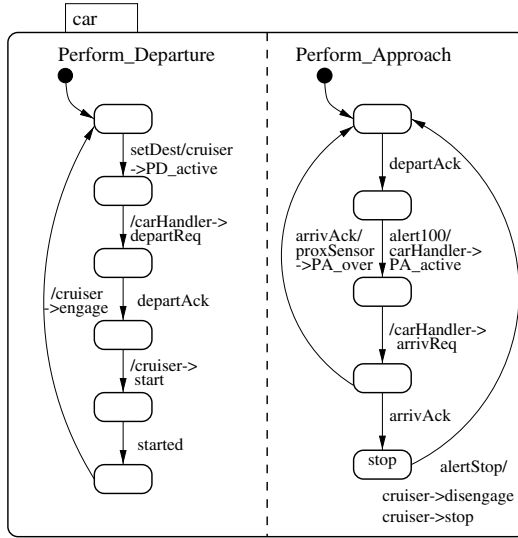 car
Perform_Departure
setDest/cruiser
->PD_active
/carHandler->
departReq
/cruiser
->engage
departAck
/cruiser->
start
started
Perform_Approach
departAck
arrivAck/
proxSensor
->PA_over
alert100/
carHandler->
PA_active
/carHandler->
arrivReq
arrivAck
stop
alertStop/
cruiser->disengage
cruiser->stop